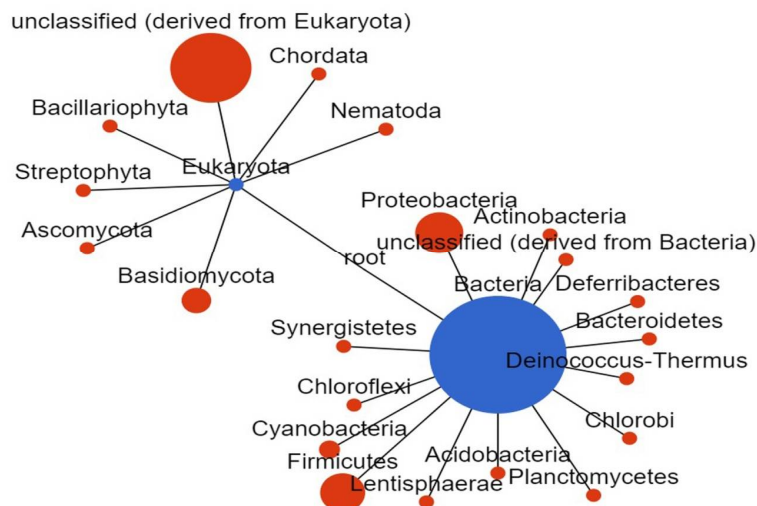 unclassified (derived from Eukaryota)
Chordata
Bacillariophyta
Nematoda
Eukaryota
Streptophyta
Proteobacteria
Actinobacteria
Ascomycota
unclassified (derived from Bacteria)
root
Basidiomycota
Bacteria
Deferribacteres
Synergistetes
Bacteroidetes
Deinococcus-Thermus
Chloroflexi
Chlorobi
Cyanobacteria
Acidobacteria
Firmicutes
Planctomycetes
Lentisphaerae